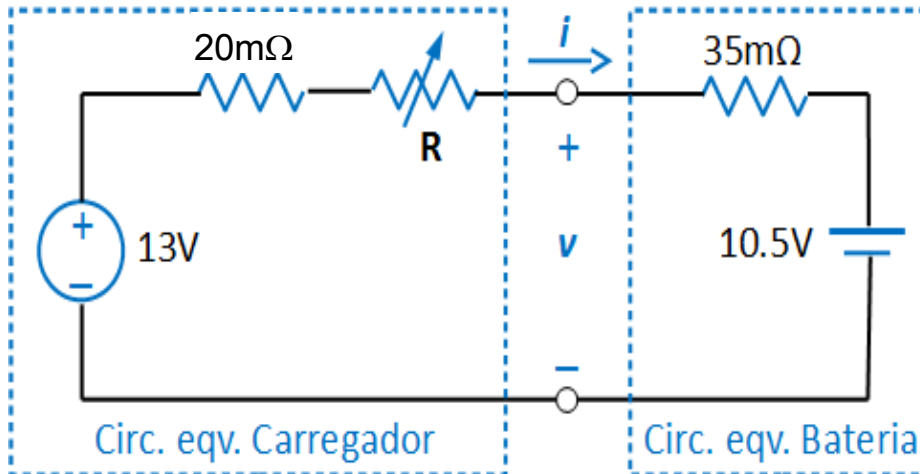 20mΩ
i
35mΩ
R
+
+
13V
v
10.5V
−
−
Circ. eqv. Carregador
Circ. eqv. Bateria